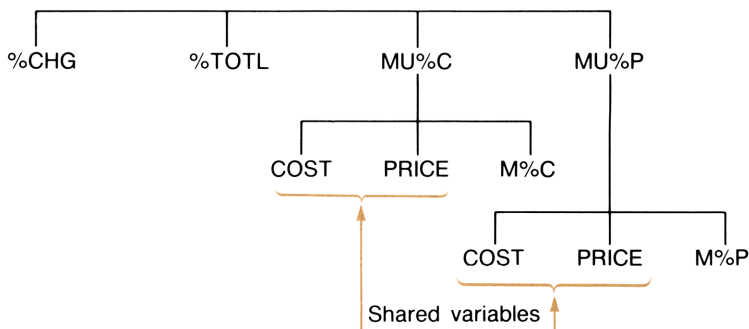 %CHG %TOTL MU%C MU%P
COST PRICE M%C
COST PRICE M%P
Shared variables